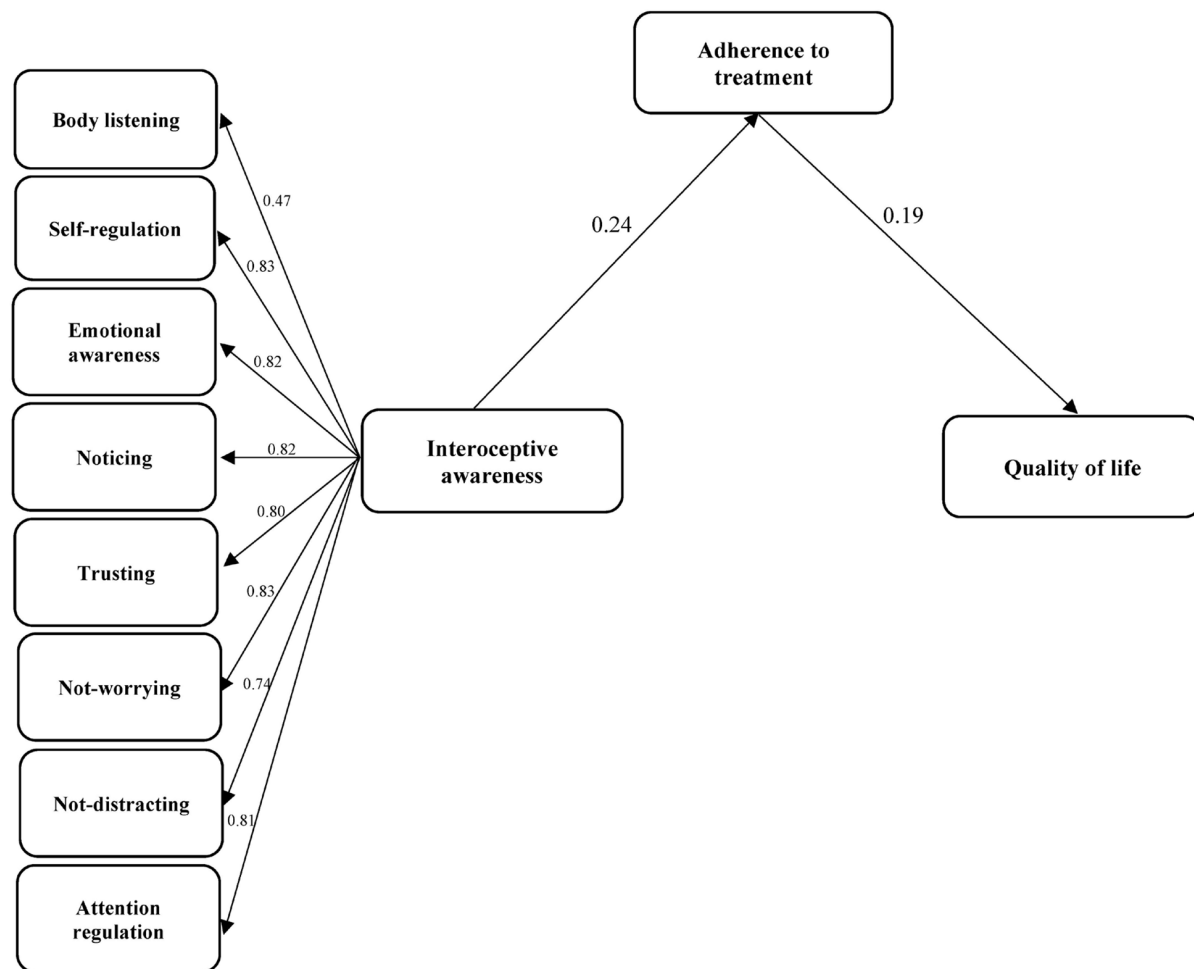 Adherence to
treatment
Body listening
0.47
Self-regulation
0.83
0.24
0.19
Emotional
awareness
0.82
Noticing
0.82
Interoceptive
awareness
Quality of life
Trusting
0.80
0.83
Not-worrying
0.74
Not-distracting
0.81
Attention
regulation